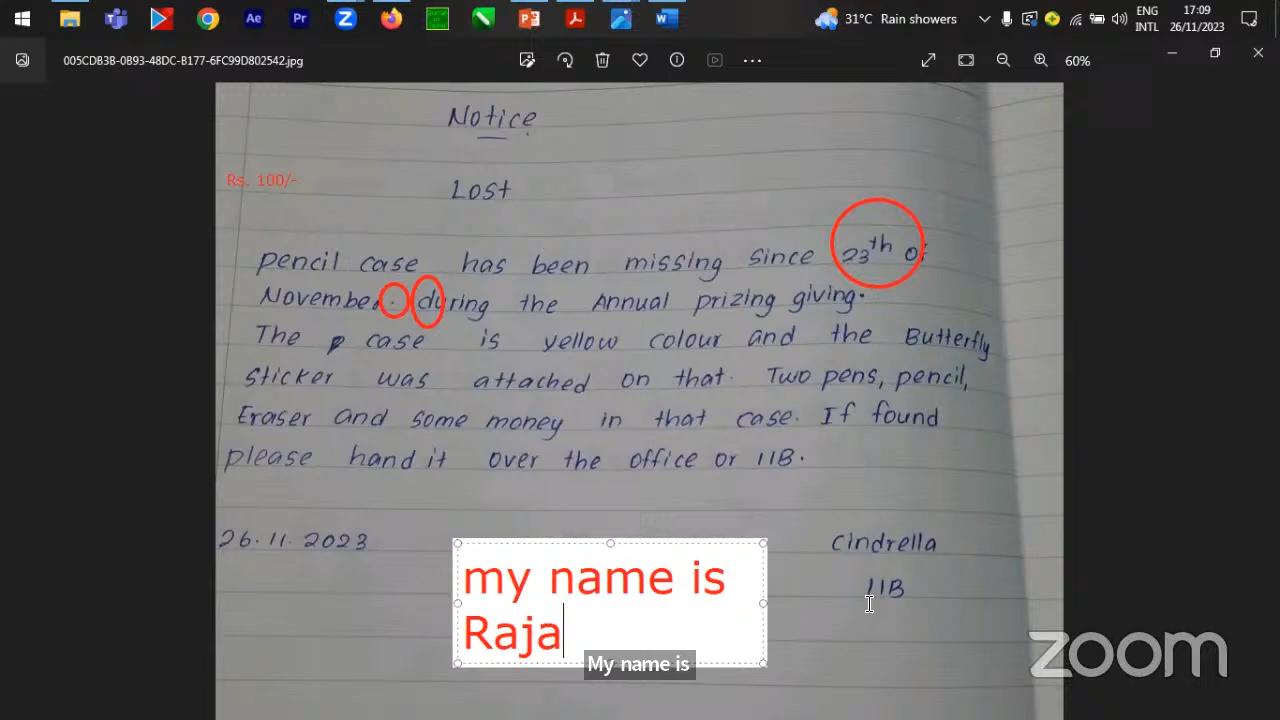 Ae
Pr
31°C Rain showers
ENG
INTL
17:09
26/11/2023
005CDB3B-0B93-48DC-B177-6FC99D802542.jpg
60%
Notice
Rs. 100/-
Lost
pencil case has been missing since 23th of
November. during the Annual prizing giving.
The p case is yellow colour and the Butterfly
sticker was attached on that. Two pens, pencil,
Eraser and some money in that case. If found
please hand it over the office or 11B.
26.11.2023
Cindrella
11B
my name is
Raja
My name is
zoom